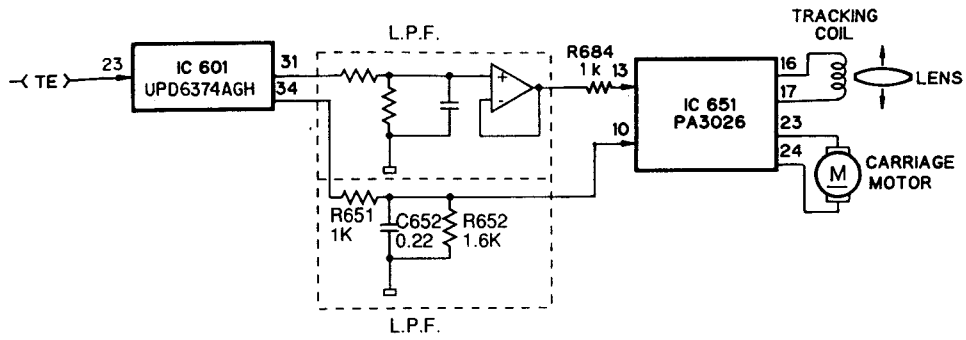 L.P.F.
TRACKING
COIL
TE
23
IC 601
UPD6374AGH
31
34
+
-
R684
1k
13
10
IC 651
PA3026
16
17
23
24
LENS
M
CARRIAGE
MOTOR
R651
1K
C652
0.22
R652
1.6K
L.P.F.